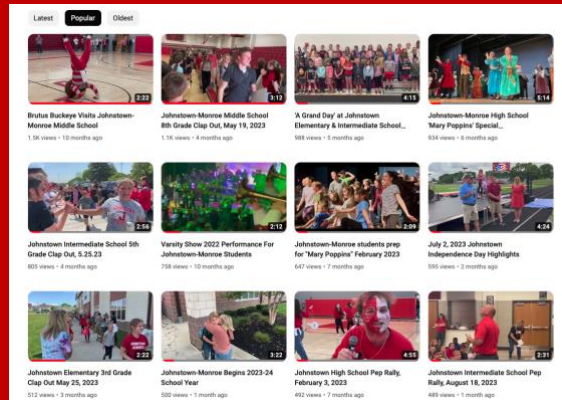 Latest Popular Oldest
2:22
3:12
4:15
5:14
Brutus Buckeye Visits Johnstown-
Monroe Middle School
1.5K views • 10 months ago
Johnstown-Monroe Middle School
8th Grade Clap Out, May 19, 2023
1.1K views • 4 months ago
'A Grand Day' at Johnstown
Elementary & Intermediate School_
988 views • 5 months ago
Johnstown-Monroe High School
'Mary Poppins' Special_
934 views • 6 months ago
2:56
2:12
2:09
4:24
Johnstown Intermediate School 5th
Grade Clap Out, 5.25.23
805 views • 4 months ago
Varsity Show 2022 Performance For
Johnstown-Monroe Students
758 views • 10 months ago
Johnstown-Monroe students prep
for "Mary Poppins" February 2023
647 views • 7 months ago
July 2, 2023 Johnstown
Independence Day Highlights
595 views • 2 months ago
2:22
3:22
4:55
2:31
Johnstown Elementary 3rd Grade
Clap Out May 25, 2023
512 views • 3 months ago
Johnstown-Monroe Begins 2023-24
School Year
500 views • 1 month ago
Johnstown High School Pep Rally,
February 3, 2023
492 views • 7 months ago
Johnstown Intermediate School Pep
Rally, August 18, 2023
489 views • 1 month ago